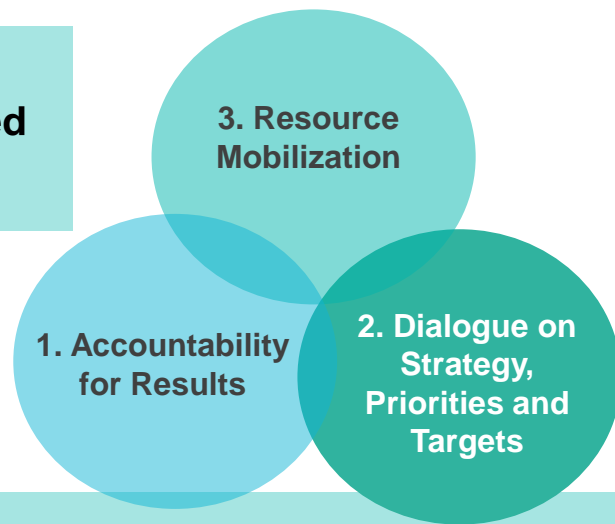 3. Resource
Mobilization
1. Accountability
for Results
2. Dialogue on
Strategy,
Priorities and
Targets